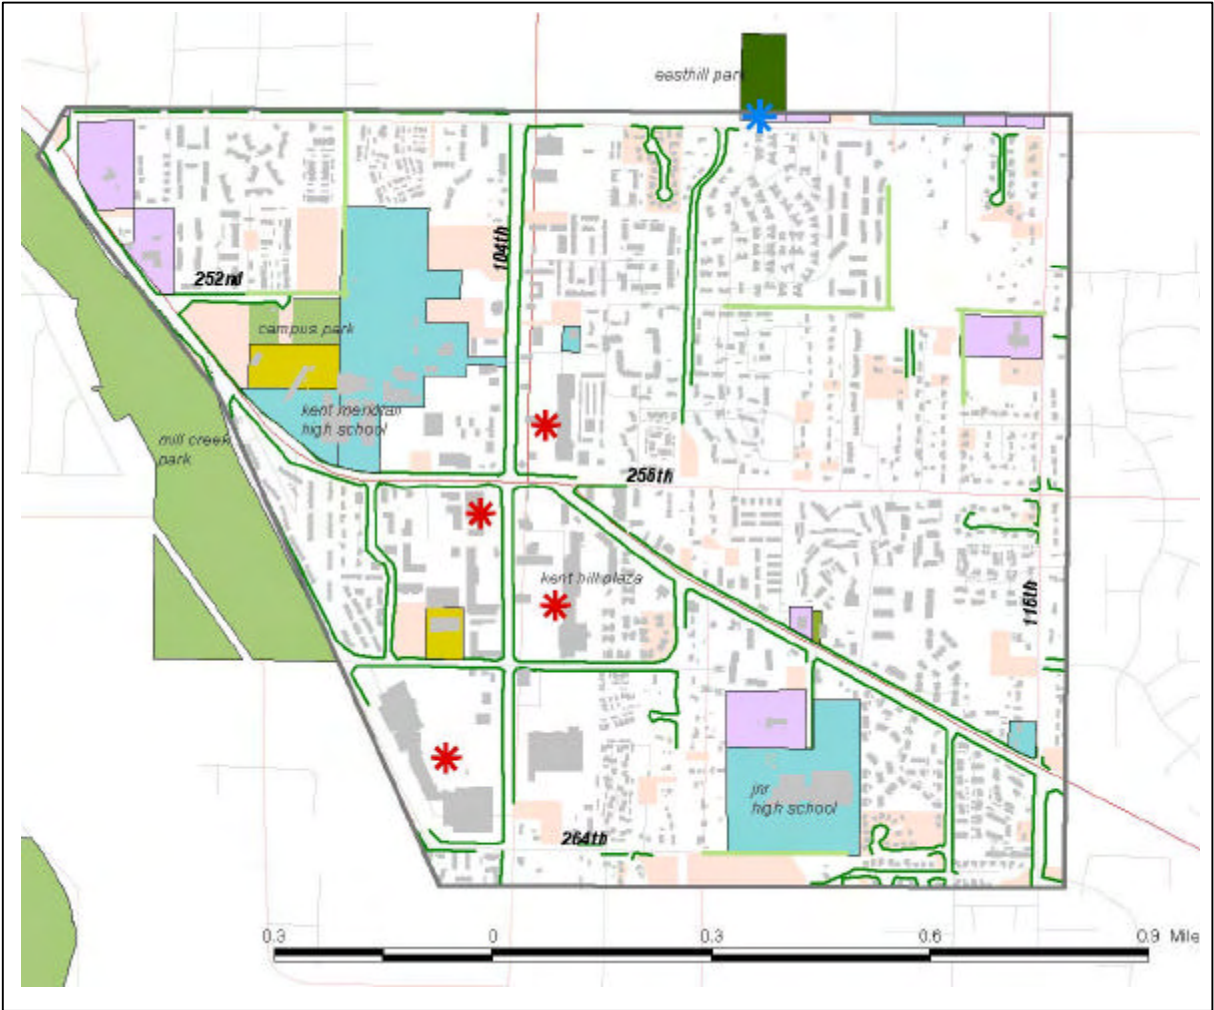 easthill park
104th
252nd
campus park
kent meridian
high school
mill creek
park
256th
kent hill plaza
116th
jnr
high school
264th
0.3 0 0.3 0.6 0.9 Mile